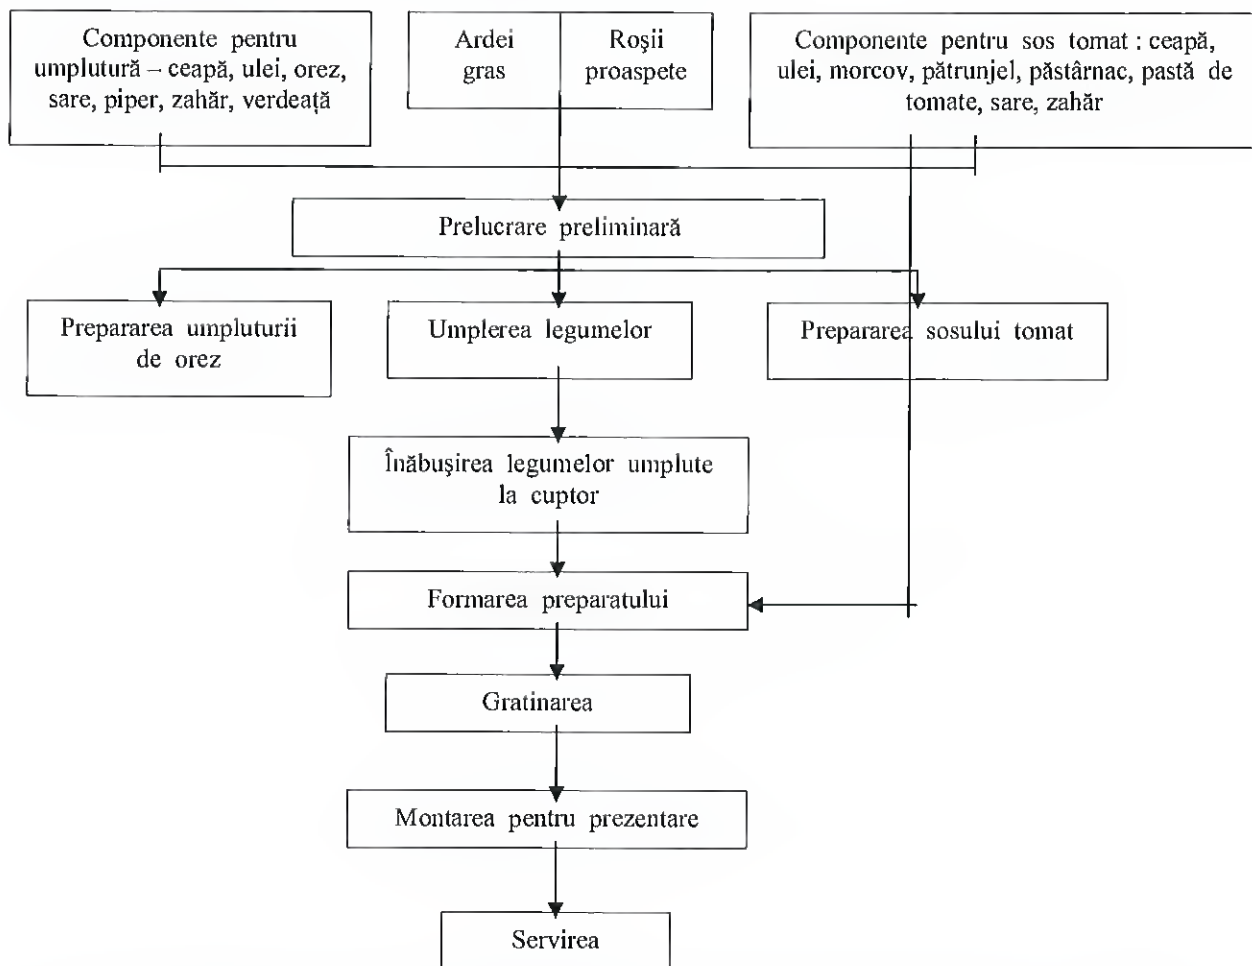 Componente pentru
umplutură – ceapă, ulei, orez,
sare, piper, zahăr, verdeață
Ardei
gras
Roşii
proaspete
Componente pentru sos tomat : ceapă,
ulei, morcov, pătrunjel, păstârnac, pastă de
tomate, sare, zahăr
Prelucrare preliminară
Prepararea umpluturii
de orez
Umplerea legumelor
Prepararea sosului tomat
Înăbuşirea legumelor umplute
la cuptor
Formarea preparatului
Gratinarea
Montarea pentru prezentare
Servirea